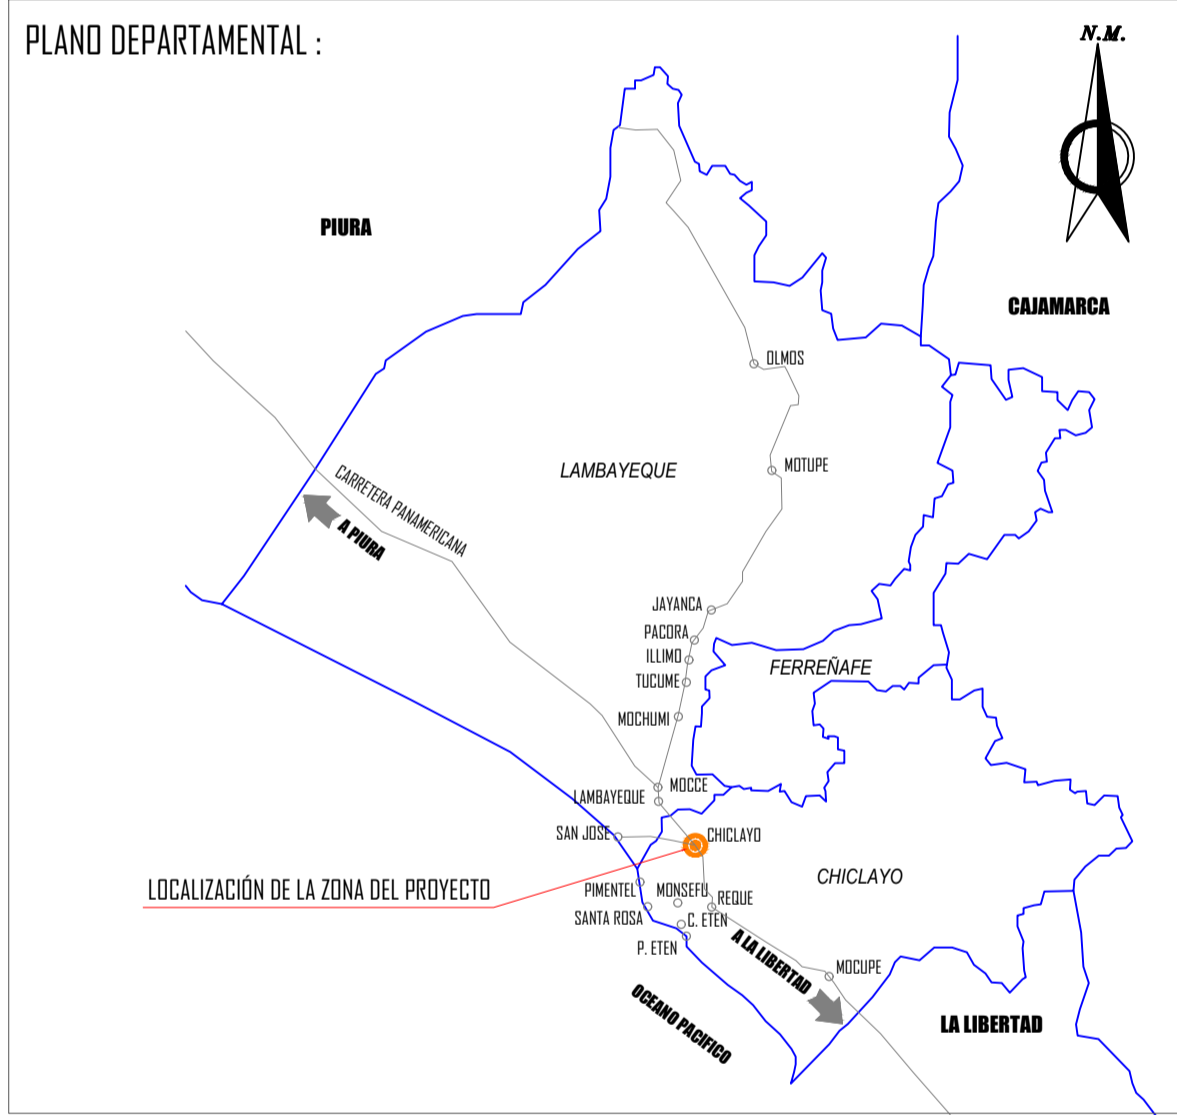 PLANO DEPARTAMENTAL :
N.M.
PIURA
CAJAMARCA
OLMOS
LAMBAYEQUE
MOTUPE
CARRETERA PANAMERICANA
A PIURA
JAYANCA
PACORA
ILLIMO
FERREÑAFE
TUCUME
MOCHUMI
MOCCE
LAMBAYEQUE
SAN JOSE
CHICLAYO
CHICLAYO
LOCALIZACIÓN DE LA ZONA DEL PROYECTO
PIMENTEL
MONSEFU
REQUE
SANTA ROSA
C. ETEN
P. ETEN
A LA LIBERTAD
MOCUPE
OCEANO PACIFICO
LA LIBERTAD